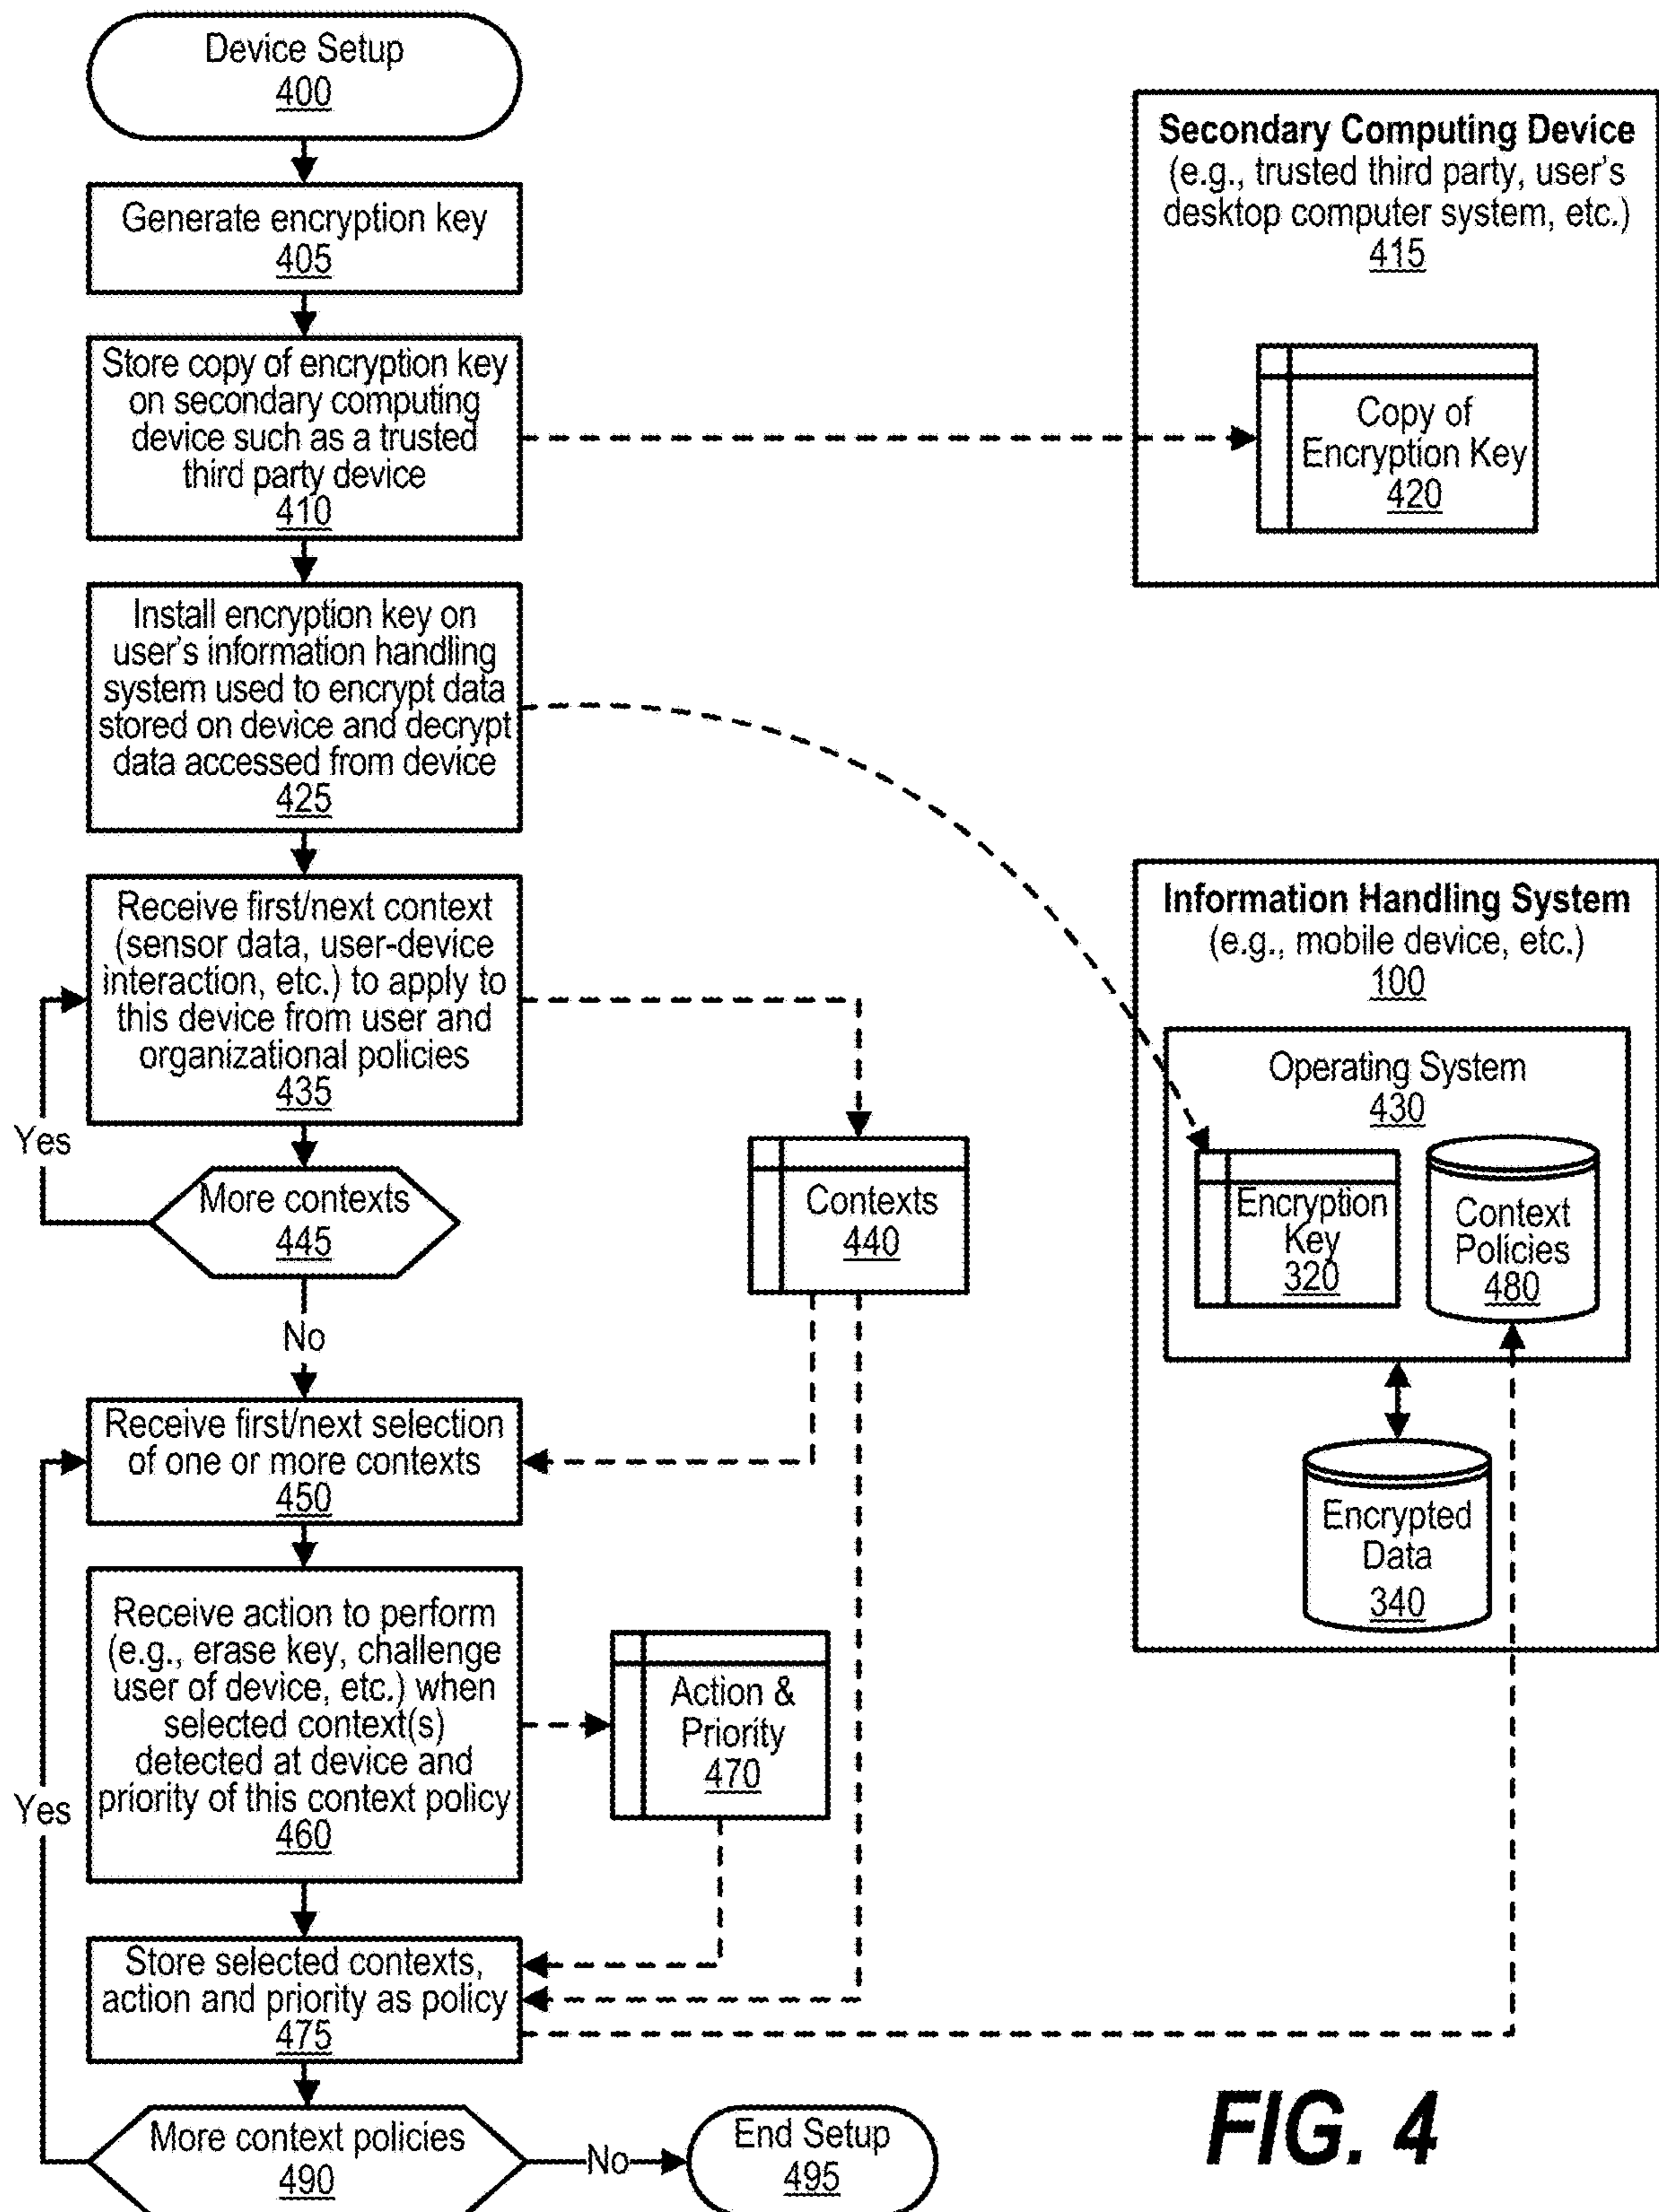 Device Setup
400
Generate encryption key
405
Store copy of encryption key
on secondary computing
device such as a trusted
third party device
410
Install encryption key on
user's information handling
system used to encrypt data
stored on device and decrypt
data accessed from device
425
Receive first/next context
(sensor data, user-device
interaction, etc.) to apply to
this device from user and
organizational policies
435
Yes
More contexts
445
No
Receive first/next selection
of one or more contexts
450
Receive action to perform
(e.g., erase key, challenge
user of device, etc.) when
selected context(s)
detected at device and
priority of this context policy
460
Yes
Store selected contexts,
action and priority as policy
475
More context policies
490
No
End Setup
495
Contexts
440
Action &
Priority
470
Secondary Computing Device
(e.g., trusted third party, user's
desktop computer system, etc.)
415
Copy of
Encryption Key
420
Information Handling System
(e.g., mobile device, etc.)
100
Operating System
430
Encryption
Key
320
Context
Policies
480
Encrypted
Data
340
FIG. 4